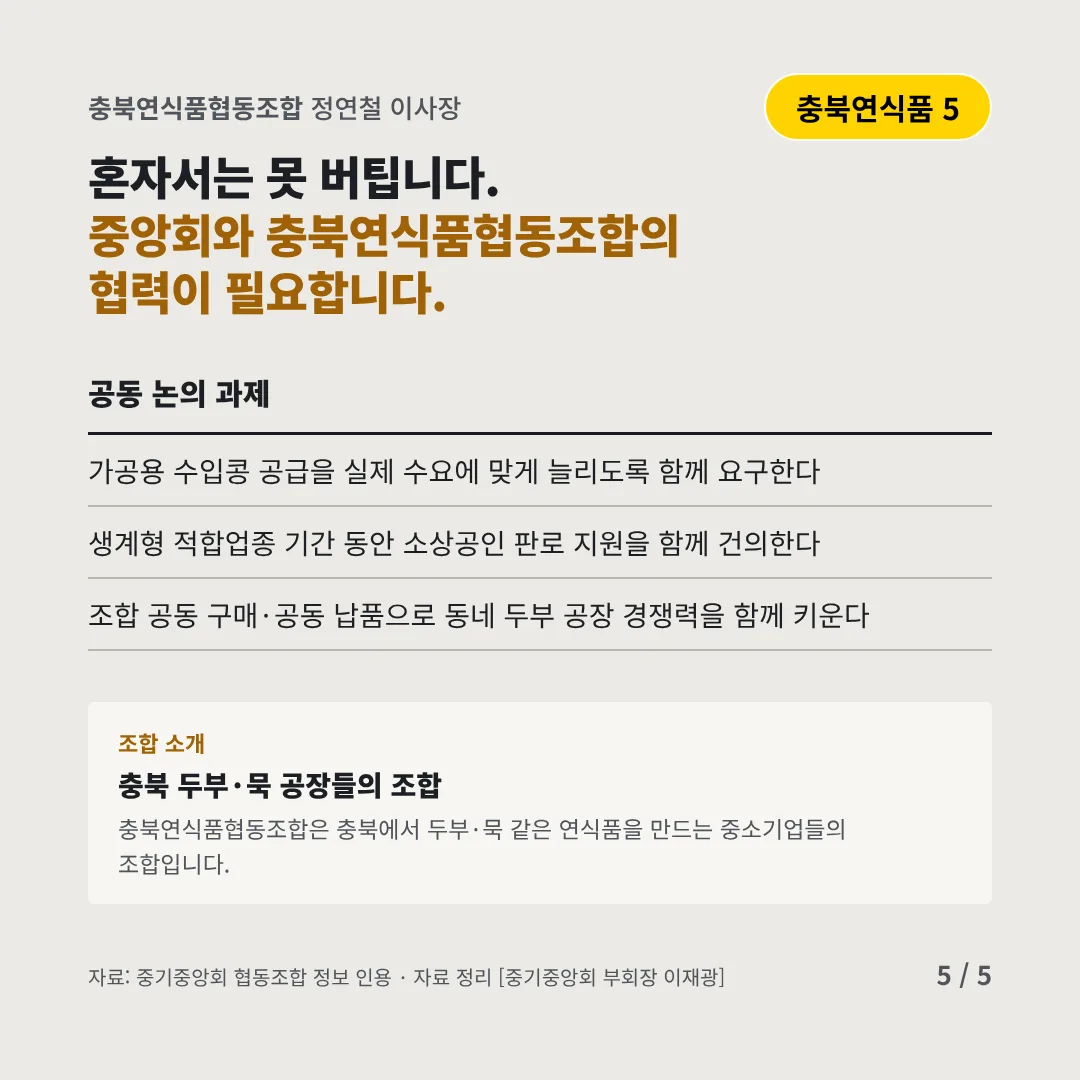 충북연식품협동조합 정연철 이사장
충북연식품 5
혼자서는 못 버팁니다.
중앙회와 충북연식품협동조합의
협력이 필요합니다.
공동 논의 과제
가공용 수입콩 공급을 실제 수요에 맞게 늘리도록 함께 요구한다
생계형 적합업종 기간 동안 소상공인 판로 지원을 함께 건의한다
조합 공동 구매·공동 납품으로 동네 두부 공장 경쟁력을 함께 키운다
조합 소개
충북 두부·묵 공장들의 조합
충북연식품협동조합은 충북에서 두부·묵 같은 연식품을 만드는 중소기업들의
조합입니다.
자료: 중기중앙회 협동조합 정보 인용 · 자료 정리 [중기중앙회 부회장 이재광]
5 / 5